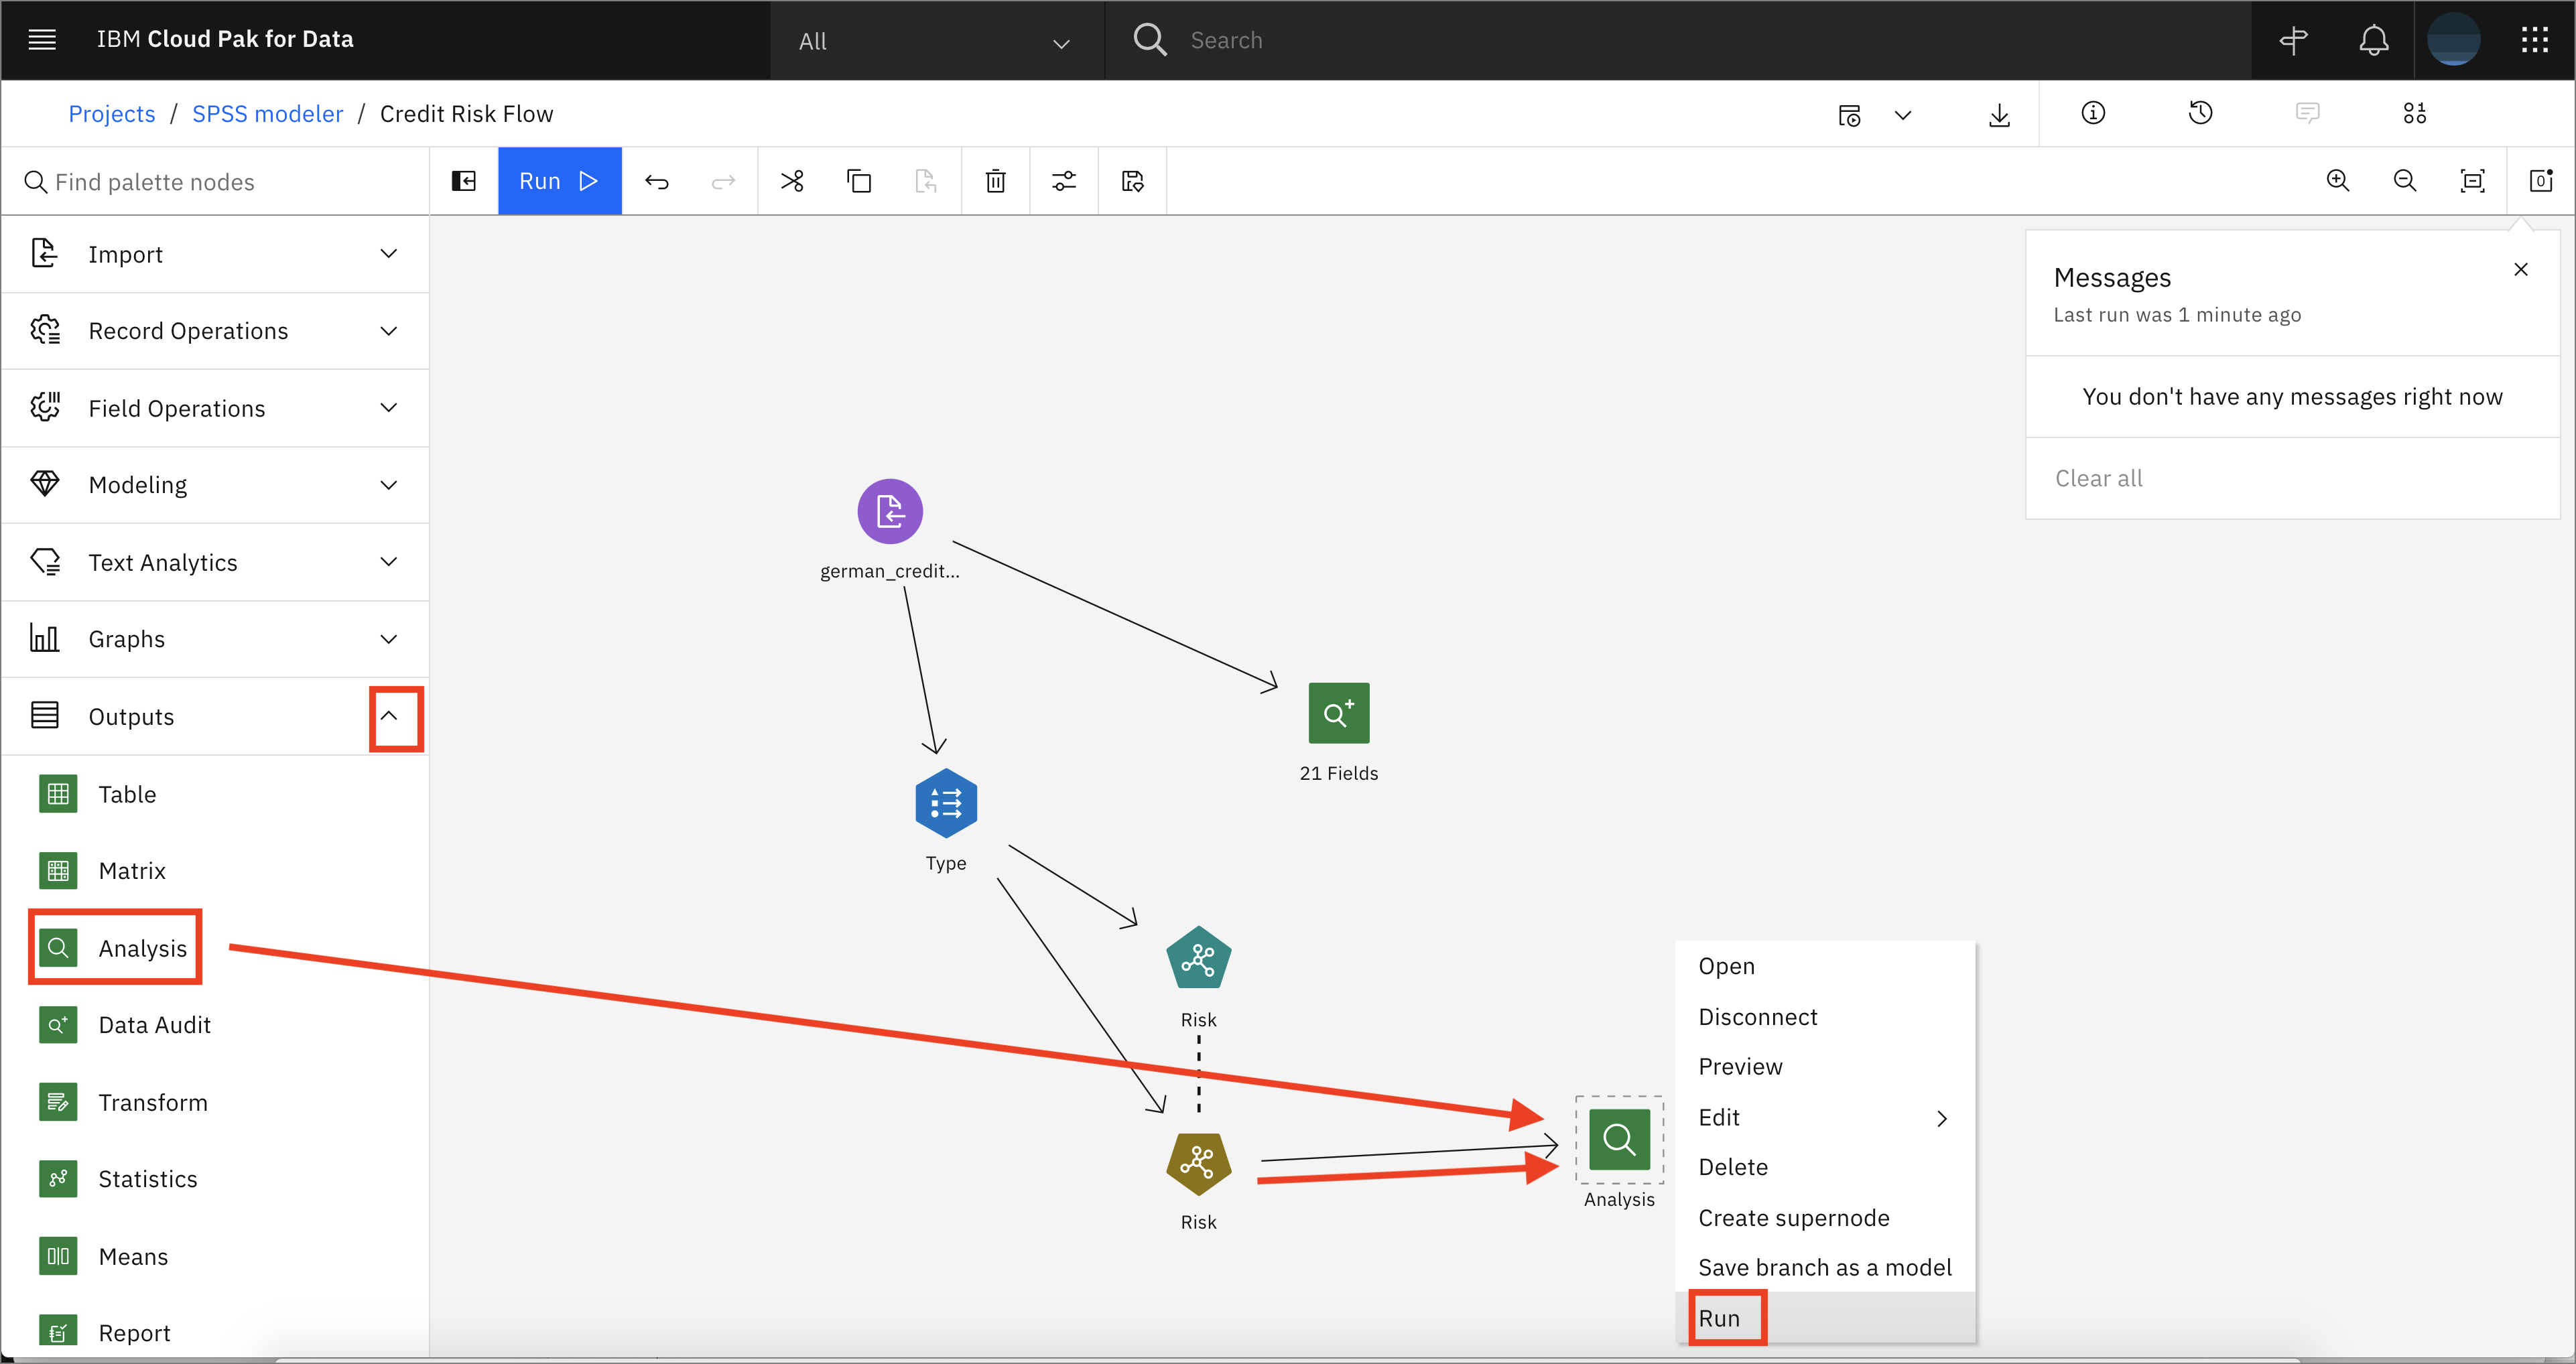 IBM Cloud Pak for Data
All
Search
Projects / SPSS modeler / Credit Risk Flow
Find palette nodes
Run
Import
Record Operations
Field Operations
Modeling
Text Analytics
Graphs
Outputs
Table
Matrix
Analysis
Data Audit
Transform
Statistics
Means
Report
german_credit...
21 Fields
Type
Risk
Risk
Analysis
Messages
Last run was 1 minute ago
You don't have any messages right now
Clear all
Open
Disconnect
Preview
Edit
Delete
Create supernode
Save branch as a model
Run